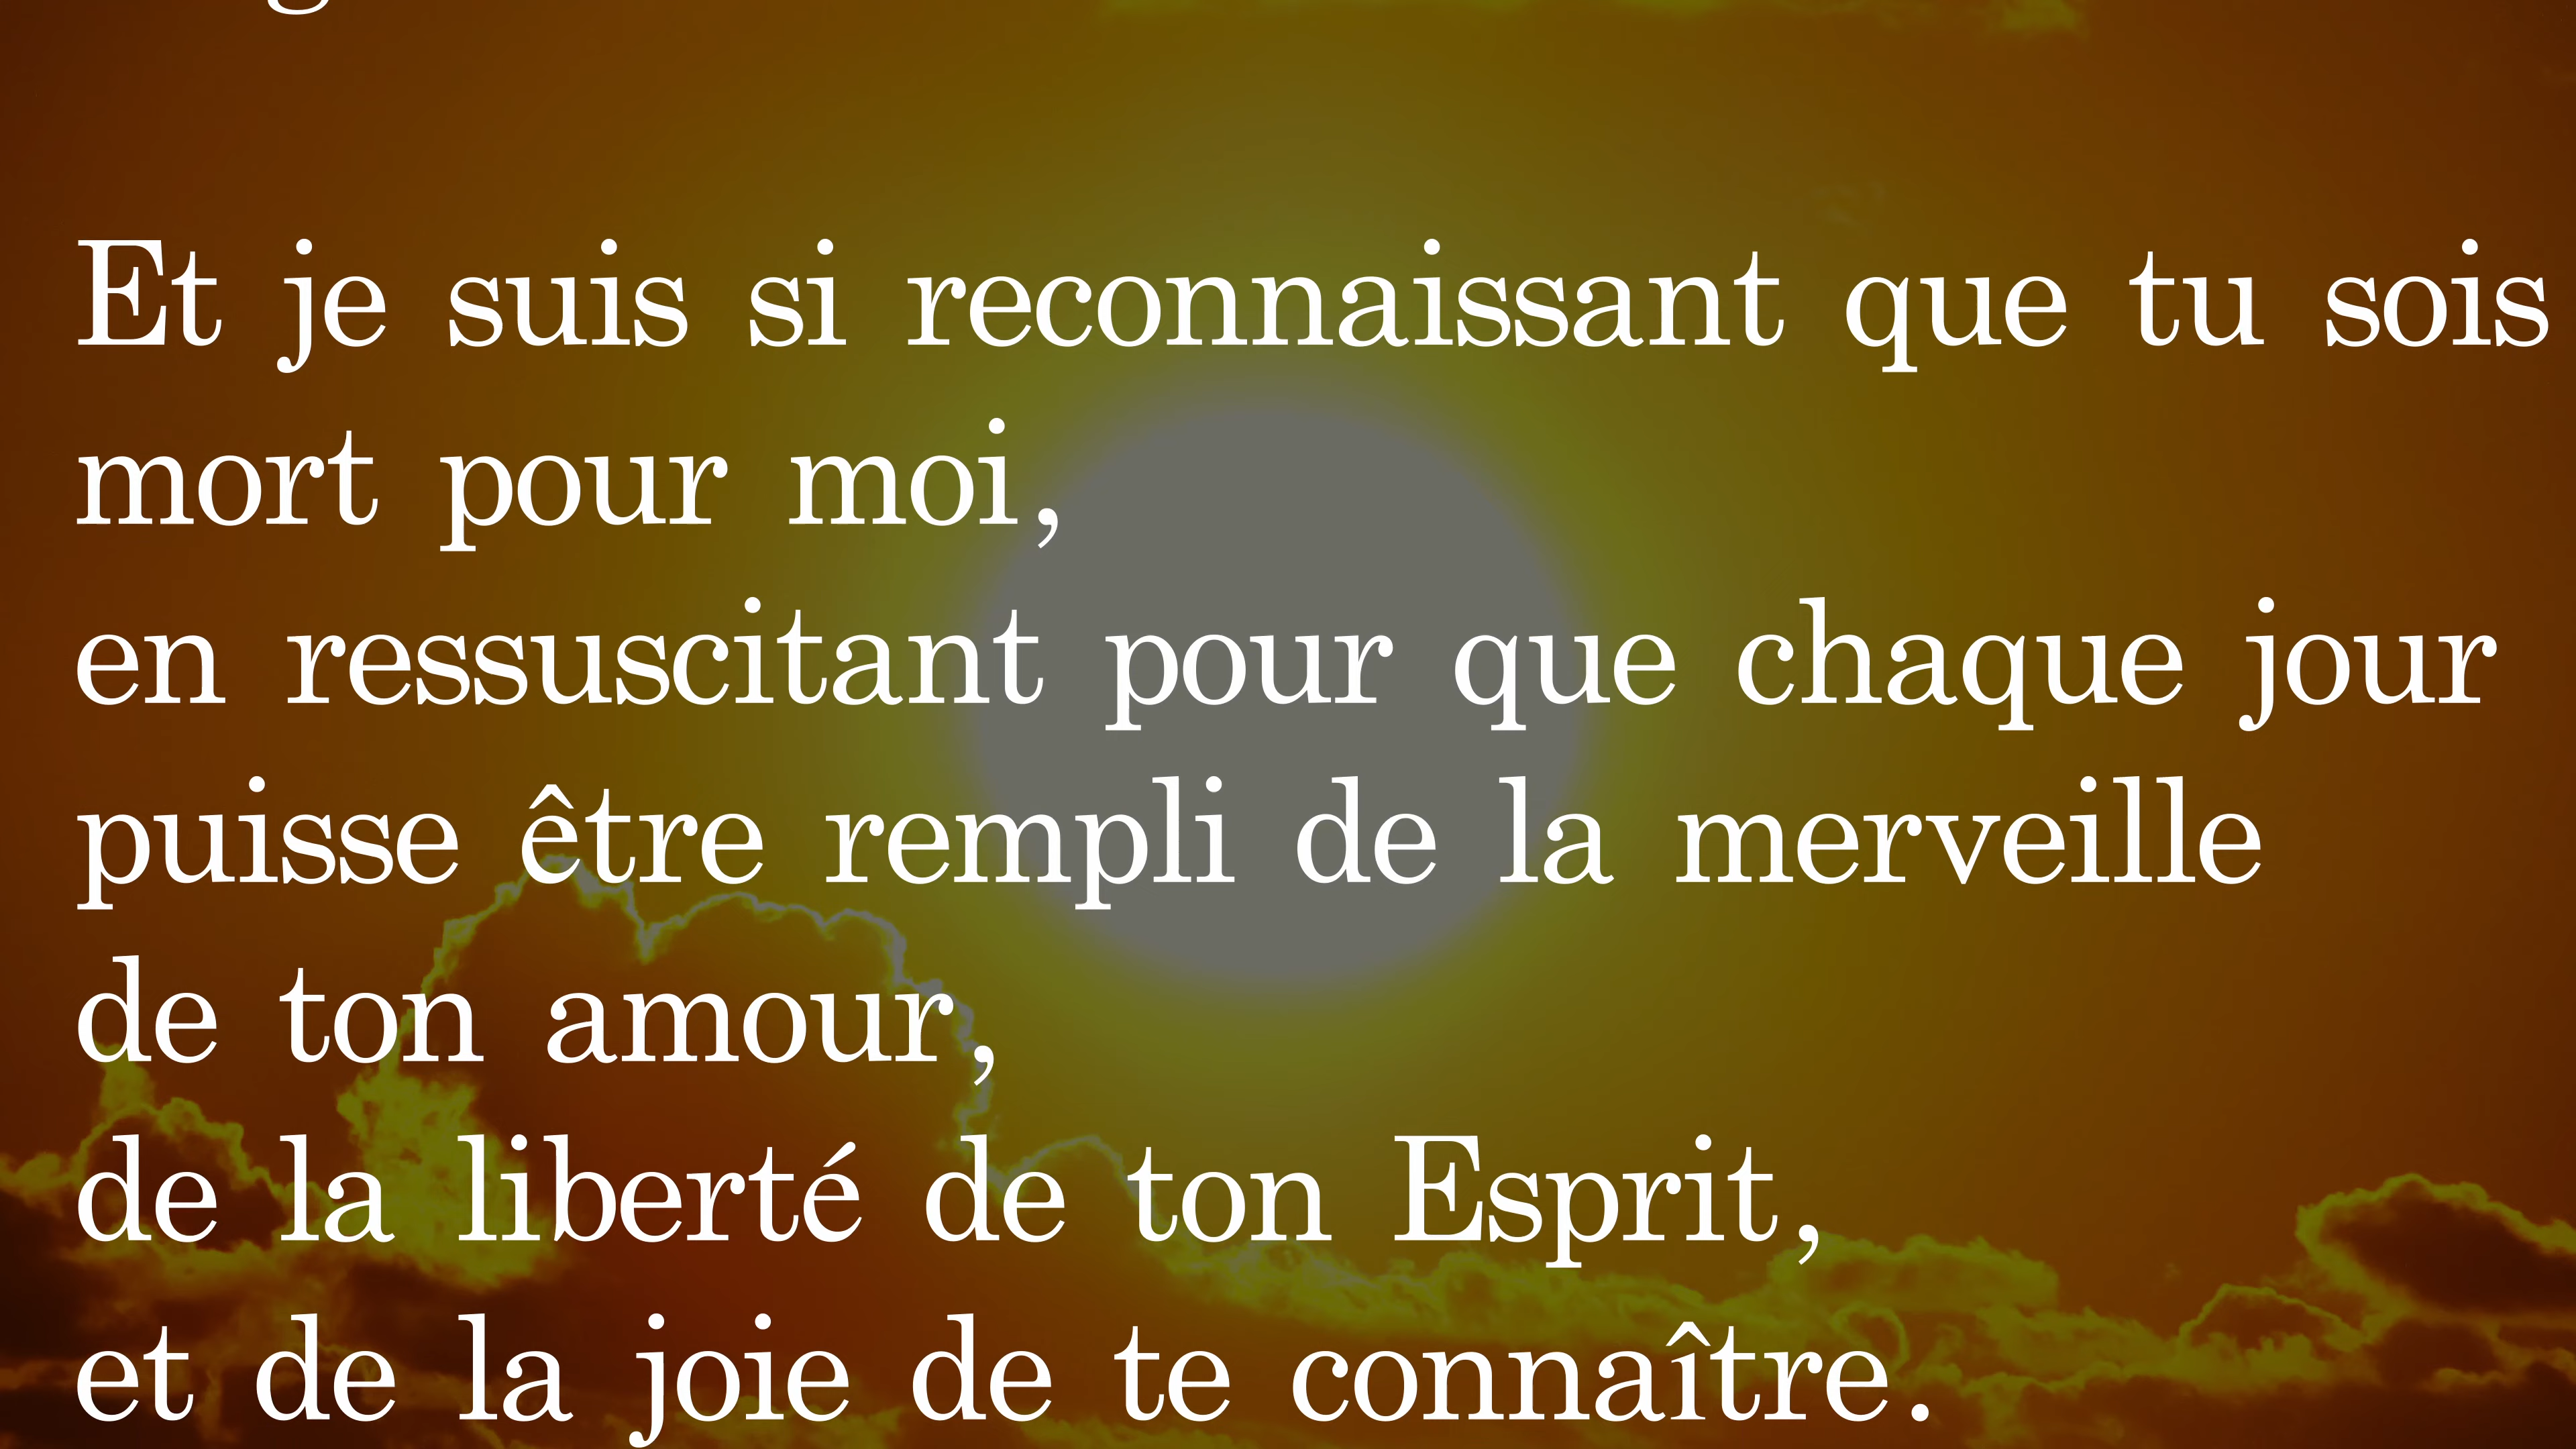 Et je suis si reconnaissant que tu sois
mort pour moi,
en ressuscitant pour que chaque jour
puisse être rempli de la merveille
de ton amour,
de la liberté de ton Esprit,
et de la joie de te connaître.